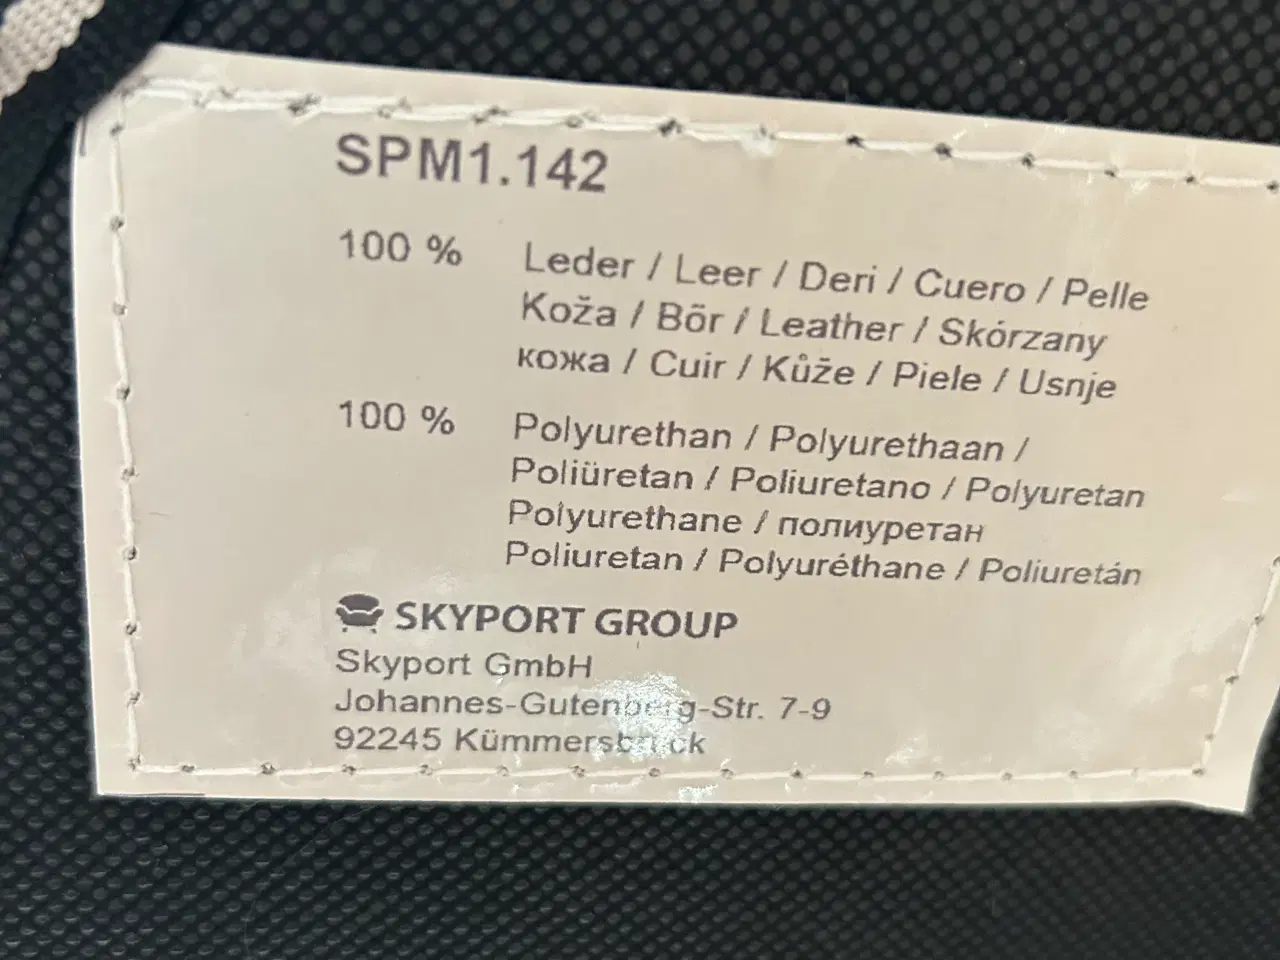 SPM1.142
100 % Leder / Leer / Deri / Cuero / Pelle
Koža / Bőr / Leather / Skórzany
кожа / Cuir / Kůže / Piele / Usnje
100 % Polyurethan / Polyurethaan /
Poliüretan / Poliuretano / Polyuretan
Polyurethane / полиуретан
Poliuretan / Polyuréthane / Poliuretán
SKYPORT GROUP
Skyport GmbH
Johannes-Gutenberg-Str. 7-9
92245 Kümmersbruck